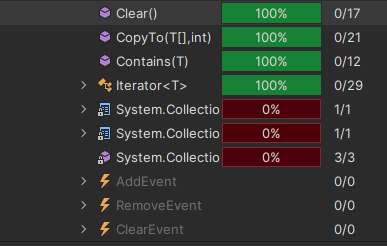 Clear() 100% 0/17
CopyTo(T[],int) 100% 0/21
Contains(T) 100% 0/12
Iterator<T> 100% 0/29
System.Collectio 0% 1/1
System.Collectio 0% 1/1
System.Collectio 0% 3/3
AddEvent 0/0
RemoveEvent 0/0
ClearEvent 0/0